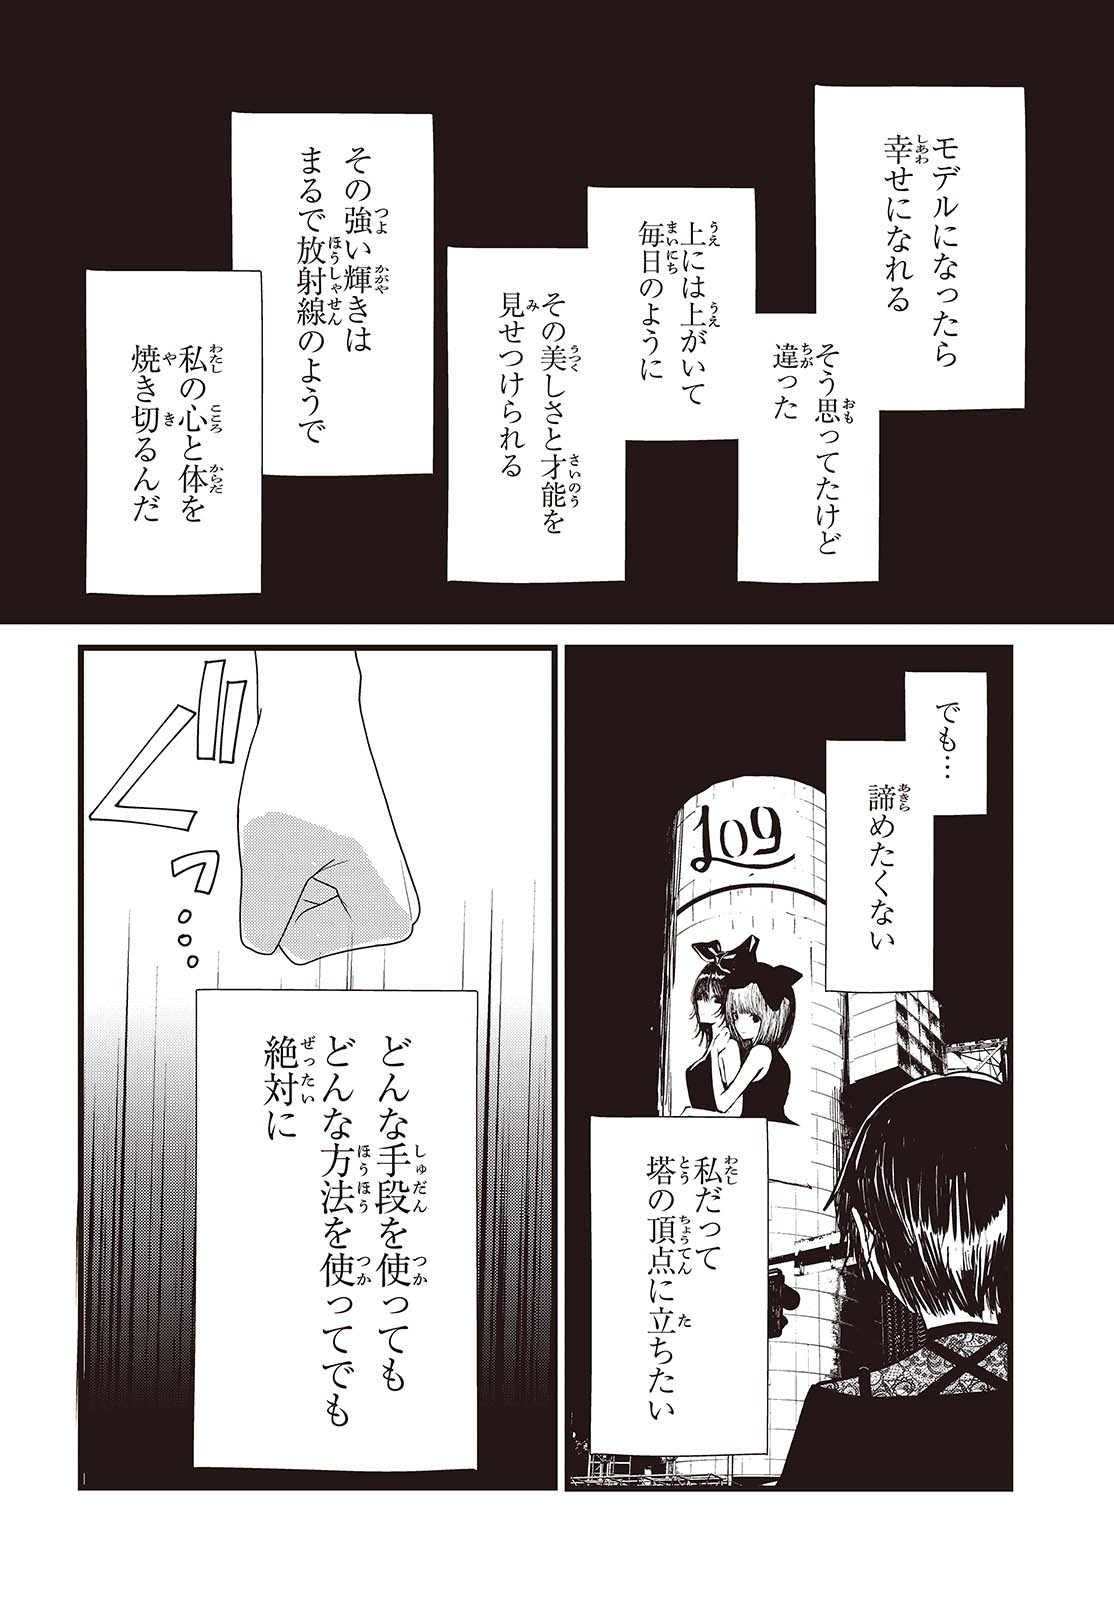 モデルになったら
幸せになれる
そう思ってたけど
違った
上には上がいて
毎日のように
その美しさと才能を
見せつけられる
その強い輝きは
まるで放射線のようで
私の心と体を
焼き切るんだ
でも…
諦めたくない
109
私だって
塔の頂点に立ちたい
グッ…
どんな手段を使っても
どんな方法を使ってでも
絶対に